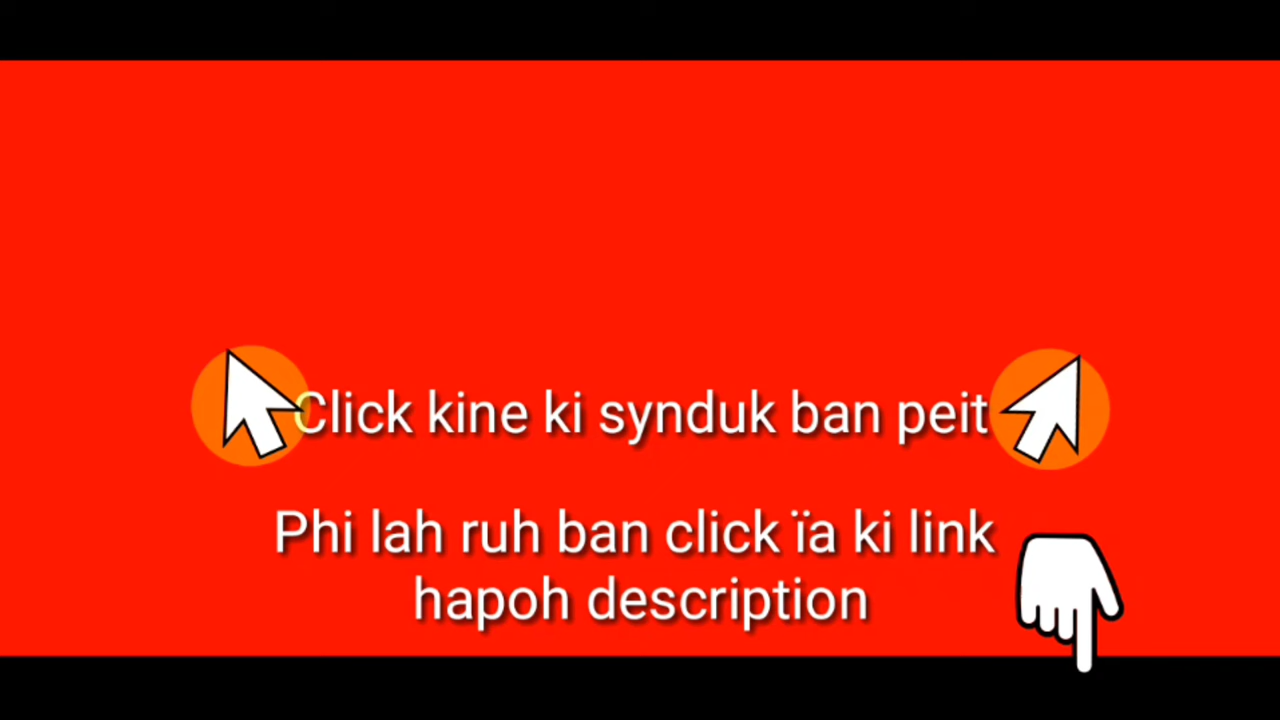 Click kine ki synduk ban peit
Phi lah ruh ban click ïa ki link
hapoh description